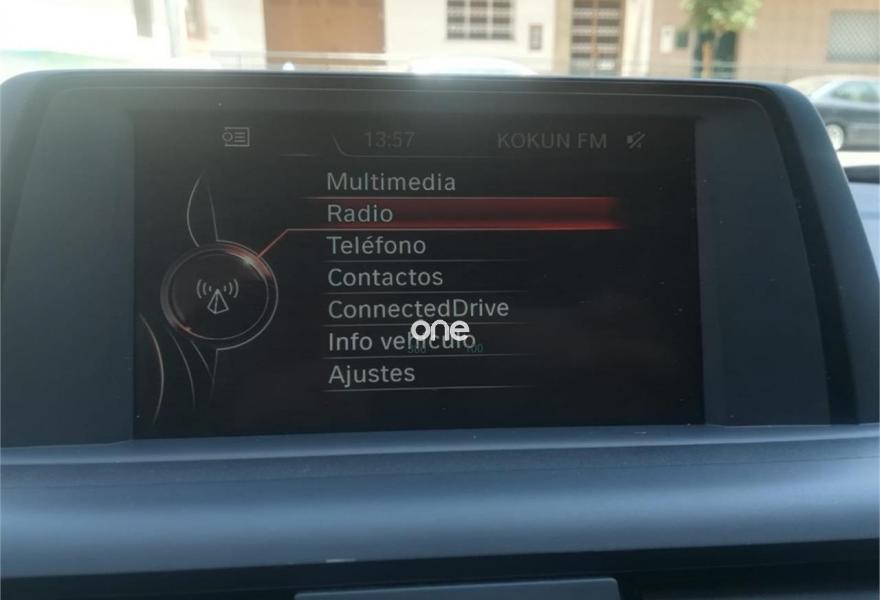 13:57 KOKUN FM
Multimedia
Radio
Teléfono
Contactos
ConnectedDrive
one
Info vehículo
Ajustes